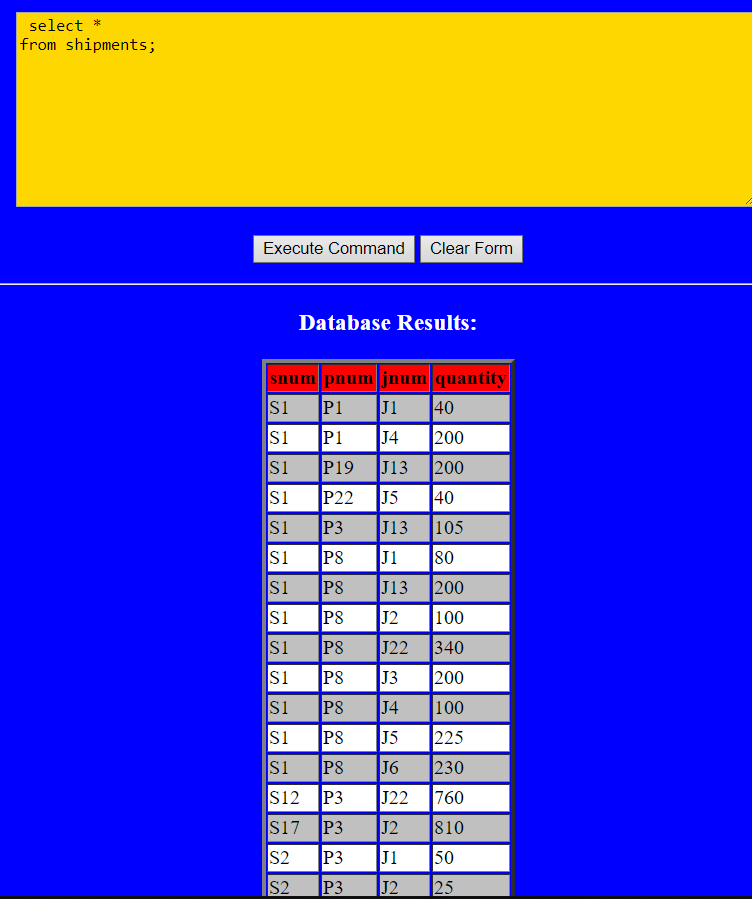 select *
from shipments;
Execute Command Clear Form
Database Results:
snum pnum jnum quantity
S1 P1 J1 40
S1 P1 J4 200
S1 P19 J13 200
S1 P22 J5 40
S1 P3 J13 105
S1 P8 J1 80
S1 P8 J13 200
S1 P8 J2 100
S1 P8 J22 340
S1 P8 J3 200
S1 P8 J4 100
S1 P8 J5 225
S1 P8 J6 230
S12 P3 J22 760
S17 P3 J2 810
S2 P3 J1 50
S2 P3 J2 25